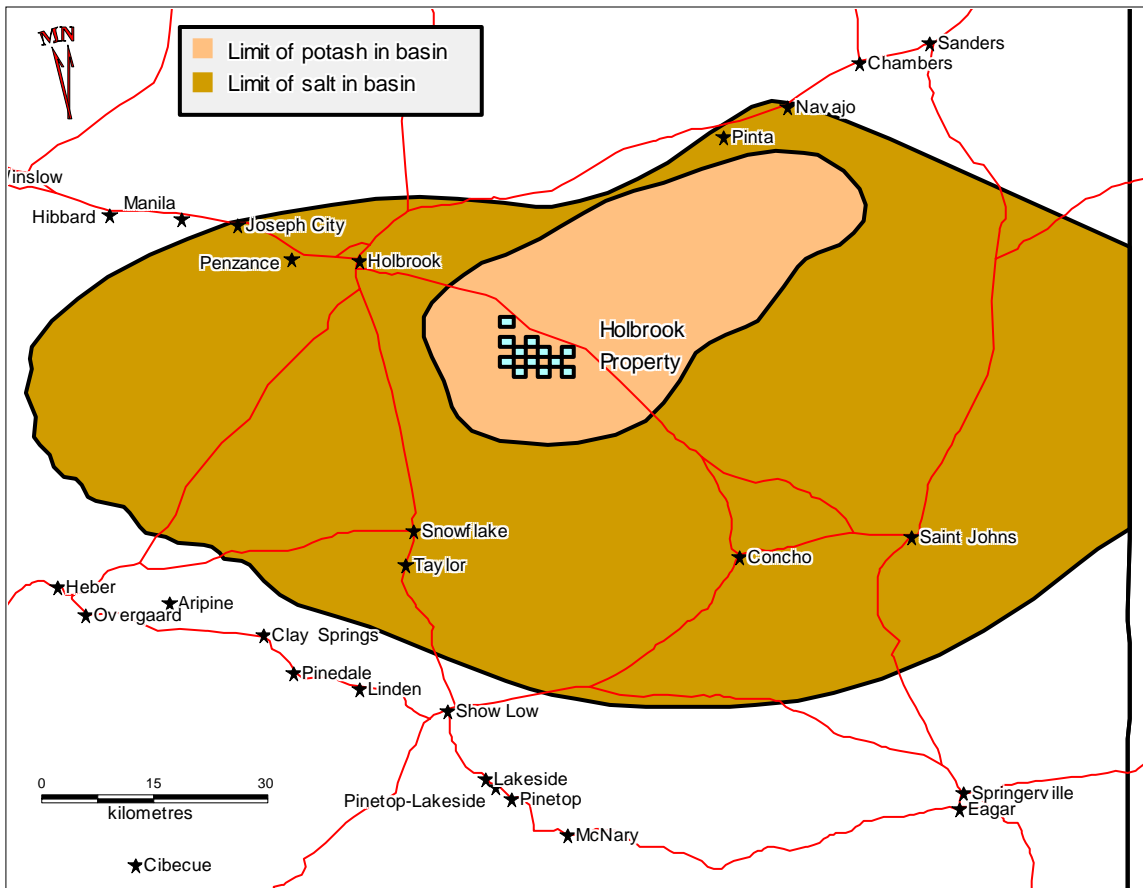 MN
Limit of potash in basin
Limit of salt in basin
Sanders
Chambers
Navajo
Pinta
Winslow
Manila
Hibbard
Joseph City
Penzance
Holbrook
Holbrook
Property
Snowflake
Saint Johns
Concho
Taylor
Heber
Aripine
Overgaard
Clay Springs
Pinedale
Linden
Show Low
Lakeside
Pinetop-Lakeside
Pinetop
Springerville
Eagar
McNary
Cibecue
0 15 30
kilometres